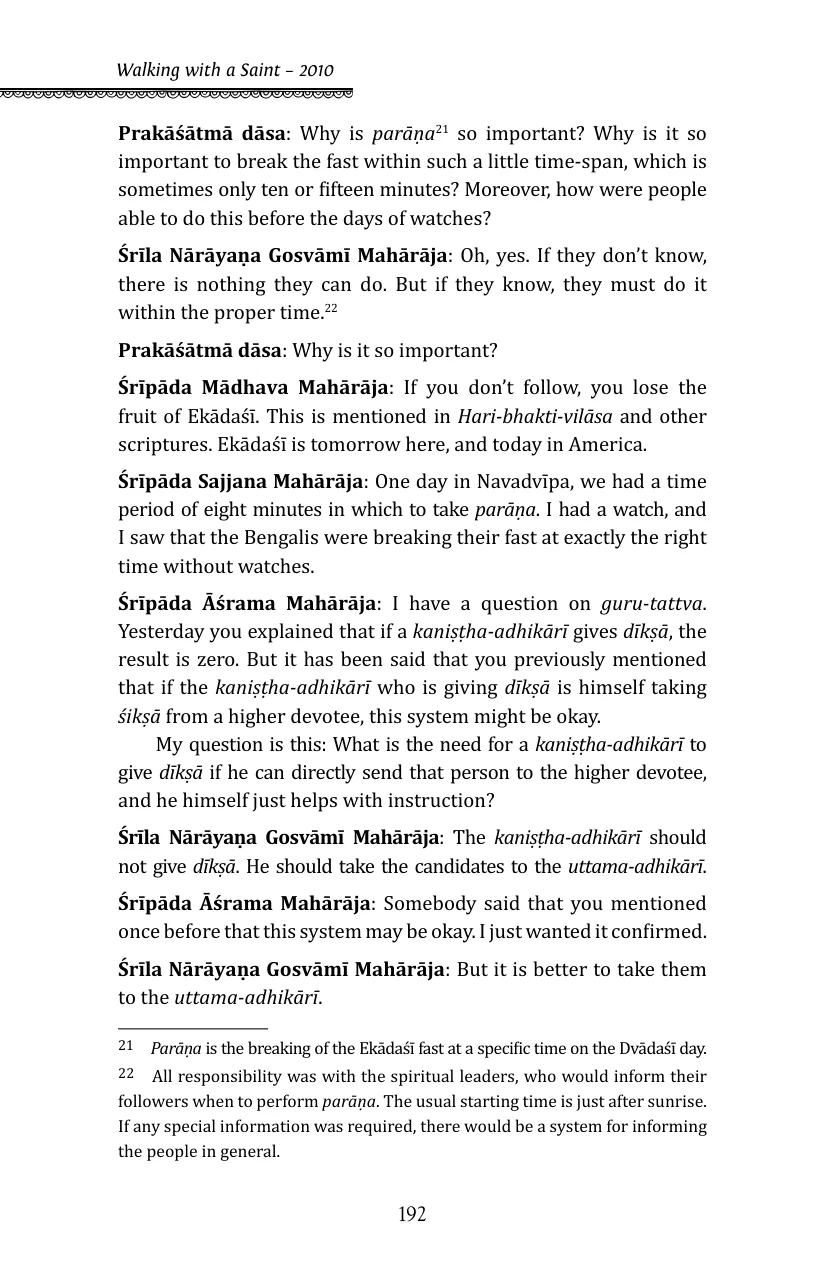 Walking with a Saint – 2010
Prakāśātmā dāsa: Why is parāṇa21 so important? Why is it so
important to break the fast within such a little time-span, which is
sometimes only ten or fifteen minutes? Moreover, how were people
able to do this before the days of watches?
Śrīla Nārāyaṇa Gosvāmī Mahārāja: Oh, yes. If they don’t know,
there is nothing they can do. But if they know, they must do it
within the proper time.22
Prakāśātmā dāsa: Why is it so important?
Śrīpāda Mādhava Mahārāja: If you don’t follow, you lose the
fruit of Ekādaśī. This is mentioned in Hari-bhakti-vilāsa and other
scriptures. Ekādaśī is tomorrow here, and today in America.
Śrīpāda Sajjana Mahārāja: One day in Navadvīpa, we had a time
period of eight minutes in which to take parāṇa. I had a watch, and
I saw that the Bengalis were breaking their fast at exactly the right
time without watches.
Śrīpāda Āśrama Mahārāja: I have a question on guru-tattva.
Yesterday you explained that if a kaniṣṭha-adhikārī gives dīkṣā, the
result is zero. But it has been said that you previously mentioned
that if the kaniṣṭha-adhikārī who is giving dīkṣā is himself taking
śikṣā from a higher devotee, this system might be okay.
My question is this: What is the need for a kaniṣṭha-adhikārī to
give dīkṣā if he can directly send that person to the higher devotee,
and he himself just helps with instruction?
Śrīla Nārāyaṇa Gosvāmī Mahārāja: The kaniṣṭha-adhikārī should
not give dīkṣā. He should take the candidates to the uttama-adhikārī.
Śrīpāda Āśrama Mahārāja: Somebody said that you mentioned
once before that this system may be okay. I just wanted it confirmed.
Śrīla Nārāyaṇa Gosvāmī Mahārāja: But it is better to take them
to the uttama-adhikārī.
21 Parāṇa is the breaking of the Ekādaśī fast at a specific time on the Dvādaśī day.
22 All responsibility was with the spiritual leaders, who would inform their
followers when to perform parāṇa. The usual starting time is just after sunrise.
If any special information was required, there would be a system for informing
the people in general.
192